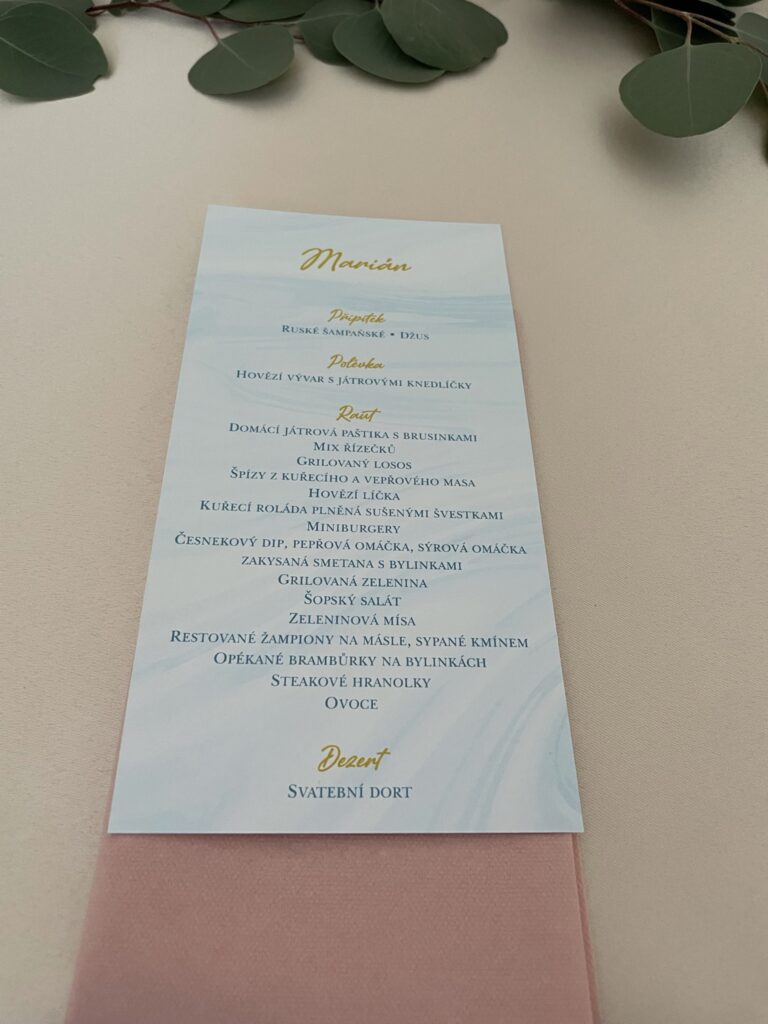 Marián
Přípitek
Ruské šampaňské • Džus
Polévka
Hovězí vývar s játrovými knedlíčky
Raut
Domácí játrová paštika s brusinkami
Mix řízečků
Grilovaný losos
Špízy z kuřecího a vepřového masa
Hovězí líčka
Kuřecí roláda plněná sušenými švestkami
Miniburgery
Česnekový dip, pepřová omáčka, sýrová omáčka
zakysaná smetana s bylinkami
Grilovaná zelenina
Šopský salát
Zeleninová mísa
Restované žampiony na másle, sypané kmínem
Opékané brambůrky na bylinkách
Steakové hranolky
Ovoce
Dezert
Svatební dort